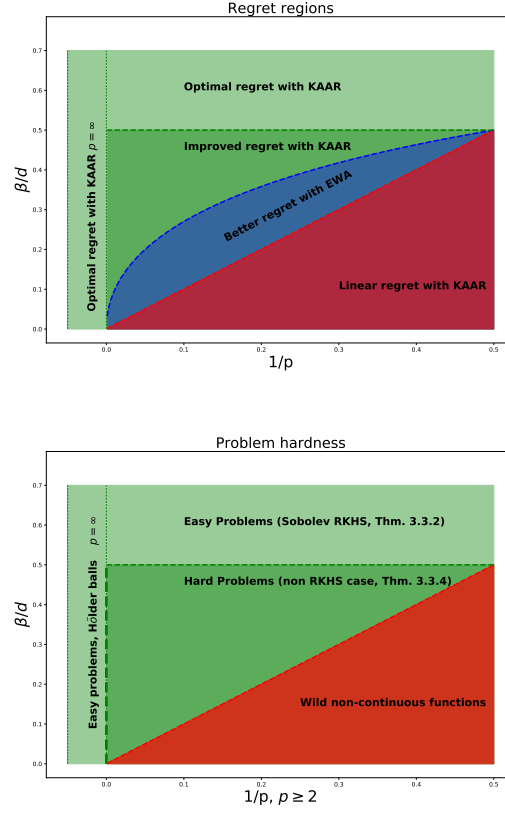 Regret regions
0.7
0.6
0.5
0.4
0.3
0.2
0.1
0.0
β/d
Optimal regret with KAAR p = ∞
Optimal regret with KAAR
Improved regret with KAAR
Better regret with EWA
Linear regret with KAAR
0.0 0.1 0.2 0.3 0.4 0.5
1/p
Problem hardness
0.7
0.6
0.5
0.4
0.3
0.2
0.1
0.0
β/d
Easy problems, Hölder balls p = ∞
Easy Problems (Sobolev RKHS, Thm. 3.3.2)
Hard Problems (non RKHS case, Thm. 3.3.4)
Wild non-continuous functions
0.0 0.1 0.2 0.3 0.4 0.5
1/p, p ≥ 2